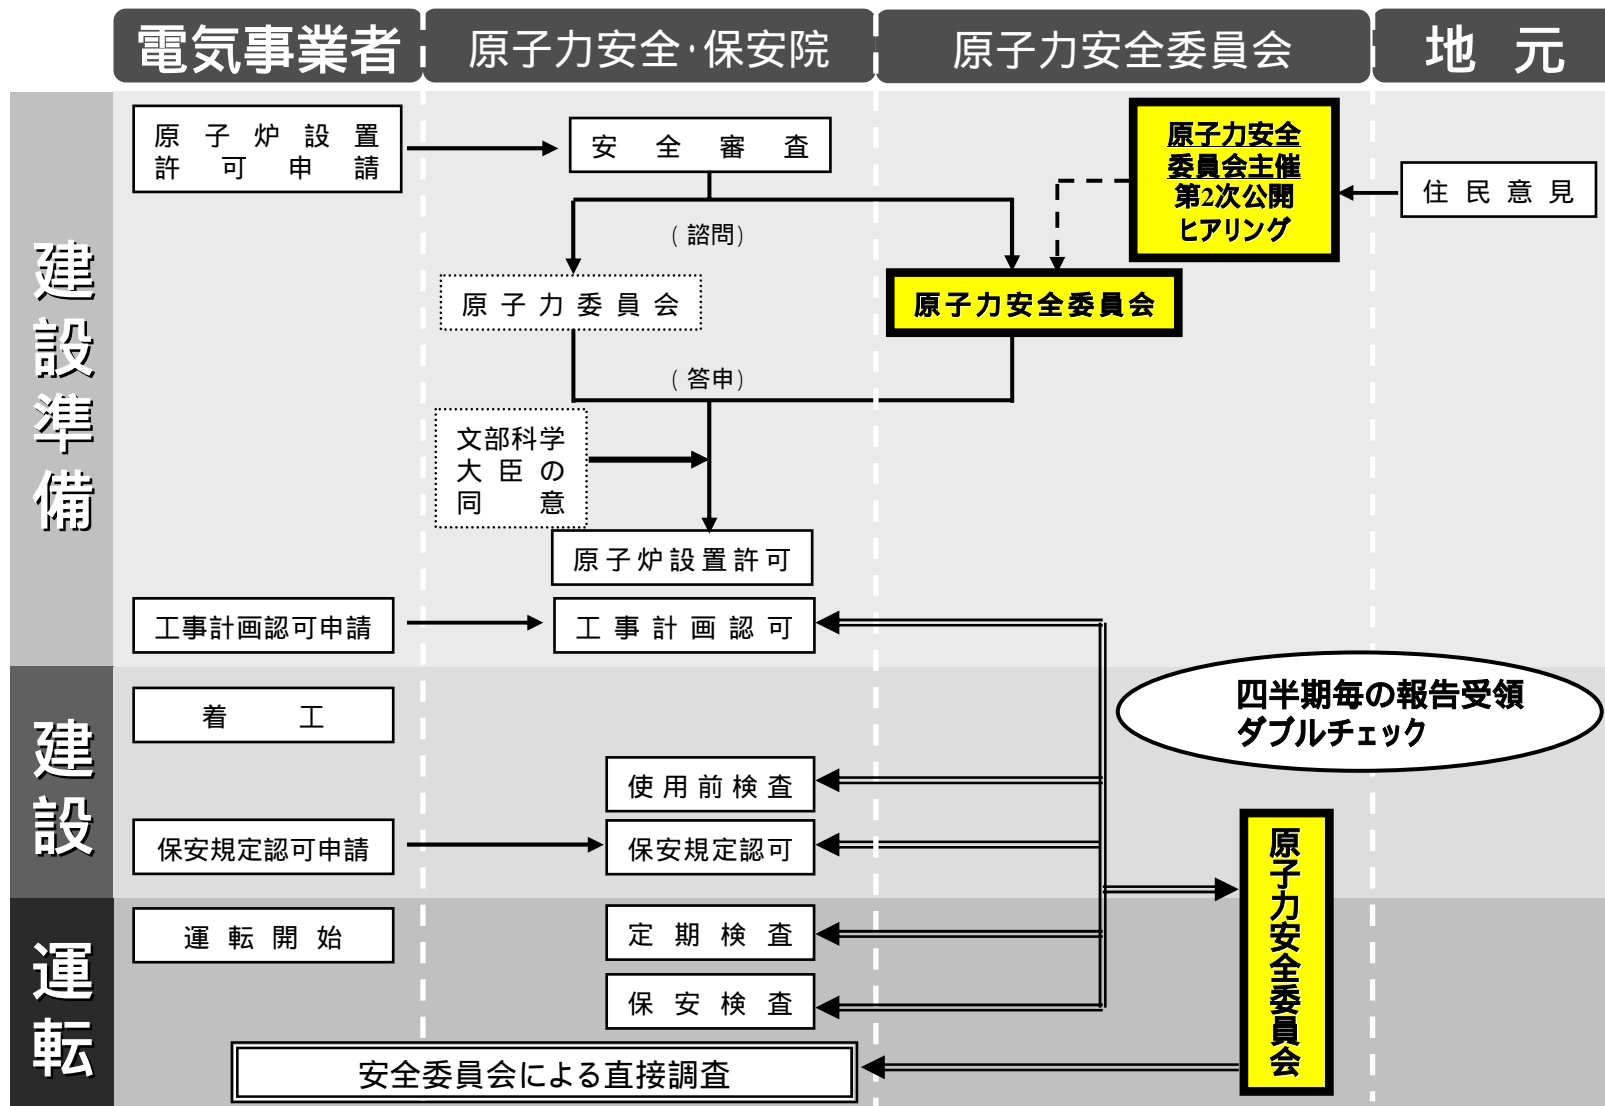 電気事業者
原子力安全・保安院
原子力安全委員会
地元
建設準備
原子炉設置
許可申請
安全審査
原子力安全
委員会主催
第2次公開
ヒアリング
住民意見
(諮問)
原子力委員会
原子力安全委員会
(答申)
文部科学
大臣の
同意
原子炉設置許可
工事計画認可申請
工事計画認可
建設
着工
四半期毎の報告受領
ダブルチェック
使用前検査
保安規定認可申請
保安規定認可
原子力安全委員会
運転
運転開始
定期検査
保安検査
安全委員会による直接調査